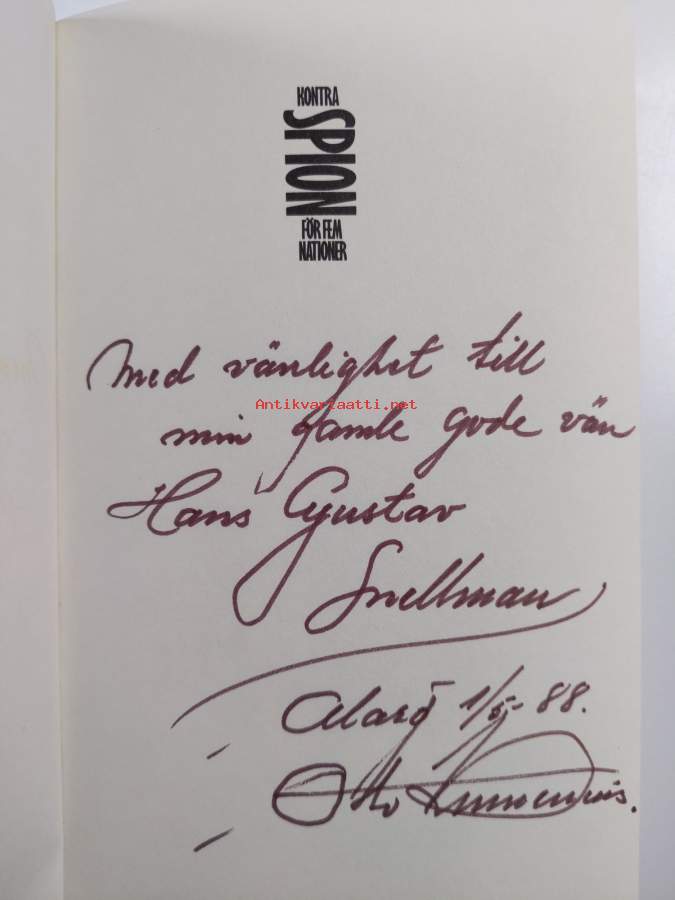 KONTRA
SPION
FÖR FEM
NATIONER
Med vänlighet till
Antikvariaatti.net
min gamle gode vän
Hans Gustav
Snellman
1/5-88.
Otto